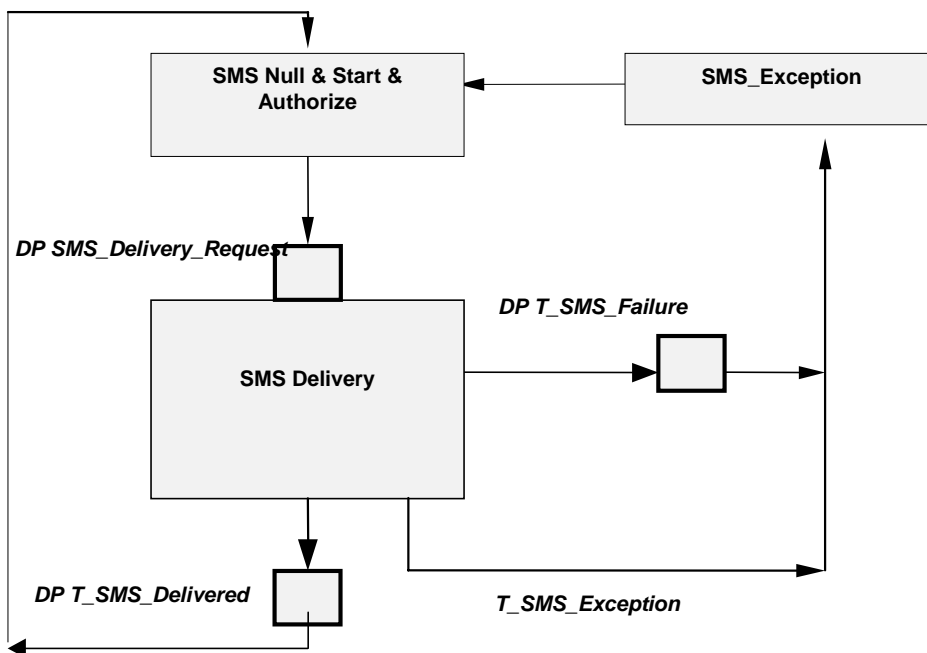 SMS Null & Start &
Authorize
SMS_Exception
DP SMS_Delivery_Request
DP T_SMS_Failure
SMS Delivery
DP T_SMS_Delivered
T_SMS_Exception